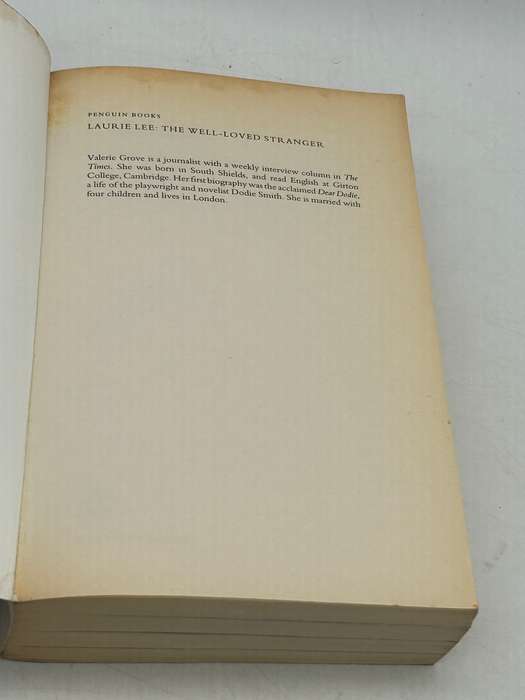 PENGUIN BOOKS
LAURIE LEE: THE WELL-LOVED STRANGER
Valerie Grove is a journalist with a weekly interview column in The
Times. She was born in South Shields, and read English at Girton
College, Cambridge. Her first biography was the acclaimed Dear Dodie,
a life of the playwright and novelist Dodie Smith. She is married with
four children and lives in London.